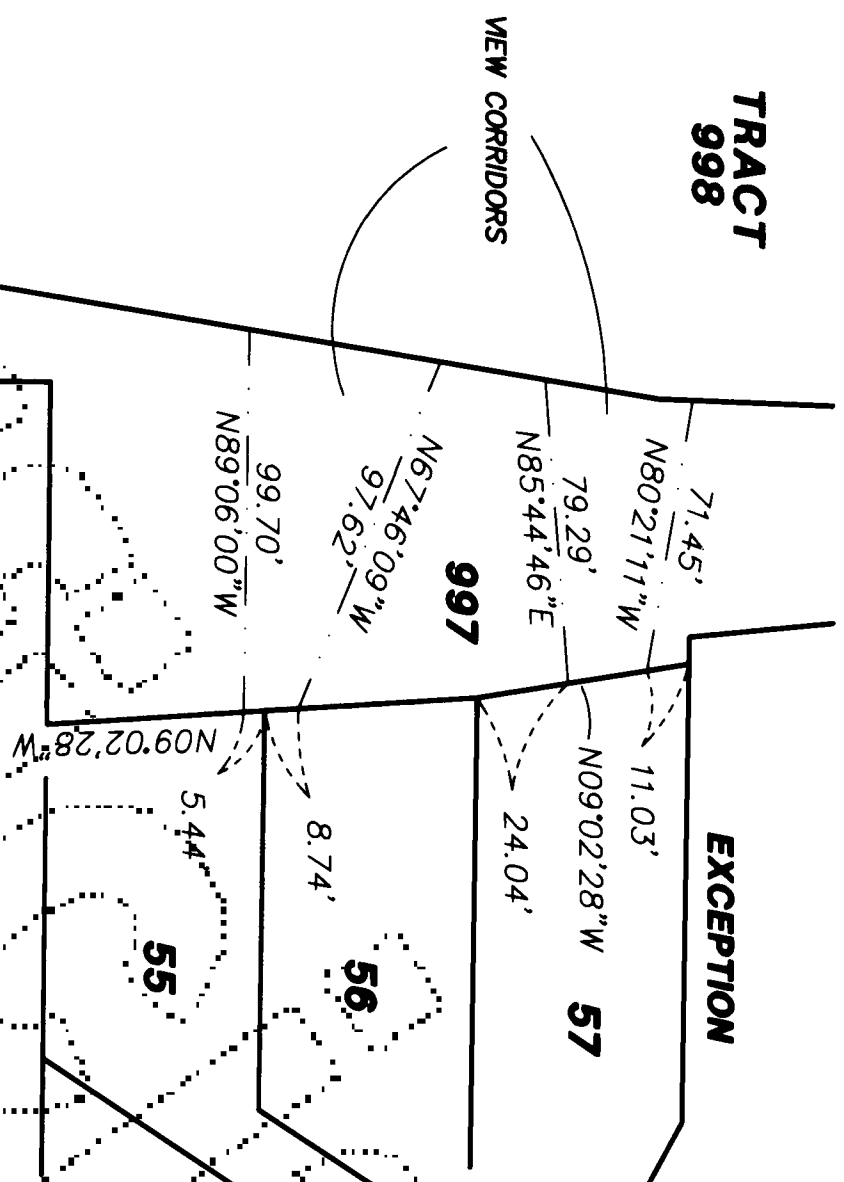 TRACT
998
VIEW CORRIDORS
71.45'
N80°21'11"W
79.29'
N85°44'46"E
N67°46'09"W
97.62'
99.70'
N89°06'00"W
997
11.03'
N09°02'28"W
24.04'
8.74'
5.44'
N09°02'28"W
EXCEPTION
57
56
55